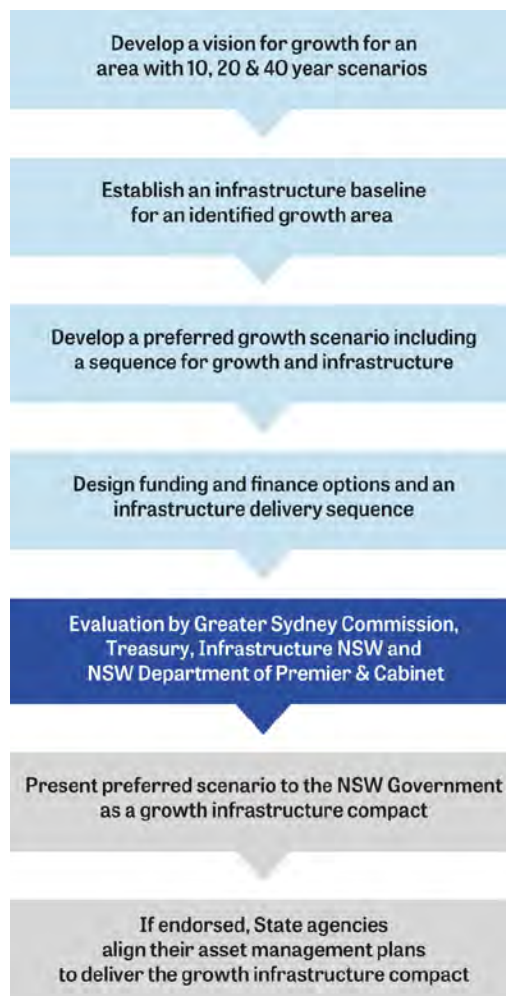 Develop a vision for growth for an
area with 10, 20 & 40 year scenarios
Establish an infrastructure baseline
for an identified growth area
Develop a preferred growth scenario including
a sequence for growth and infrastructure
Design funding and finance options and an
infrastructure delivery sequence
Evaluation by Greater Sydney Commission,
Treasury, Infrastructure NSW and
NSW Department of Premier & Cabinet
Present preferred scenario to the NSW Government
as a growth infrastructure compact
If endorsed, State agencies
align their asset management plans
to deliver the growth infrastructure compact